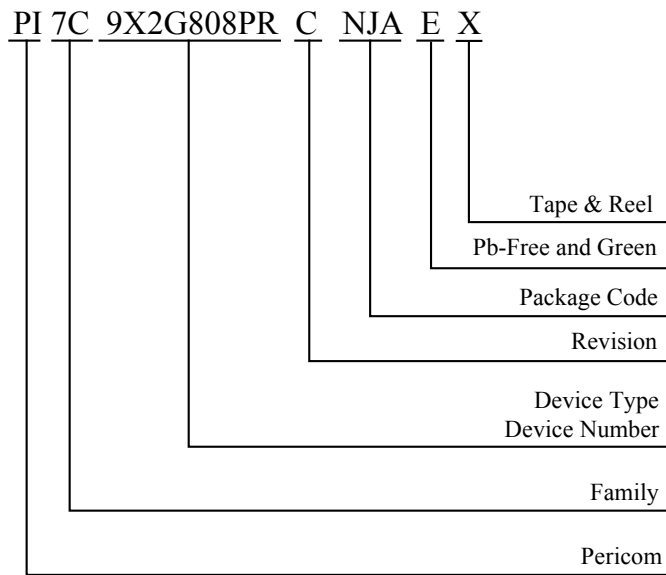 PI 7C 9X2G808PR C NJA E X
Tape & Reel
Pb-Free and Green
Package Code
Revision
Device Type
Device Number
Family
Pericom